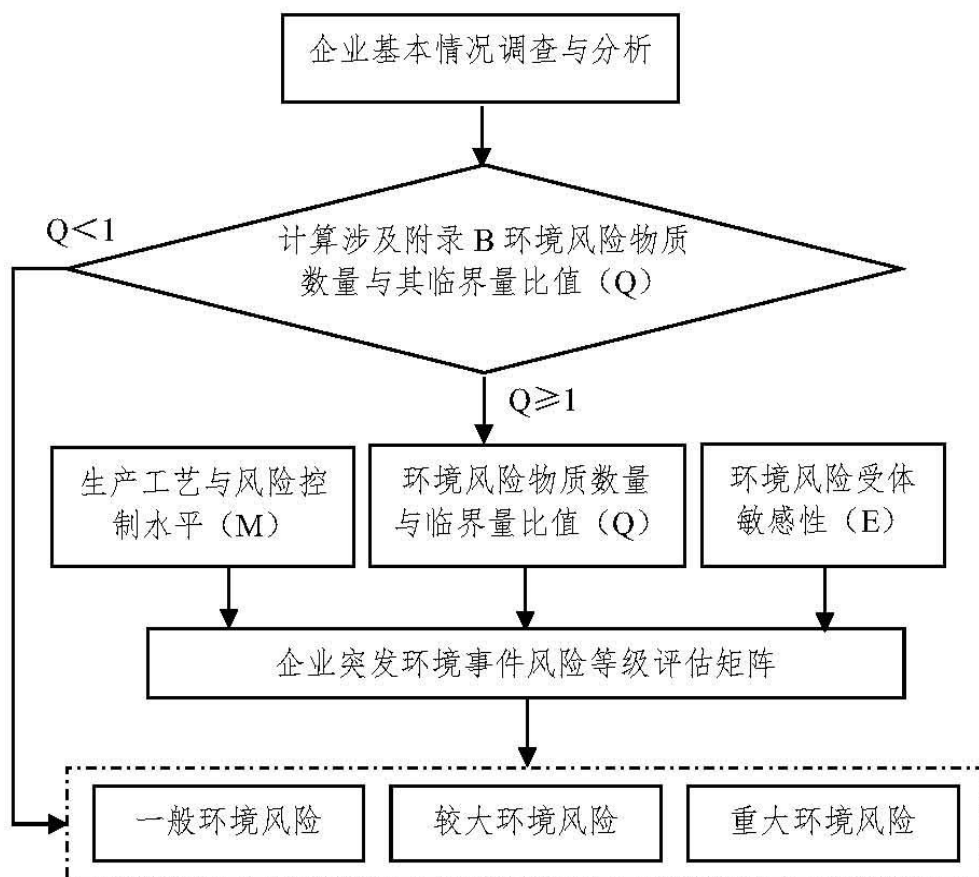 企业基本情况调查与分析
Q＜1
计算涉及附录 B 环境风险物质
数量与其临界量比值（Q）
Q≥1
生产工艺与风险控
制水平（M）
环境风险物质数量
与临界量比值（Q）
环境风险受体
敏感性（E）
企业突发环境事件风险等级评估矩阵
一般环境风险
较大环境风险
重大环境风险